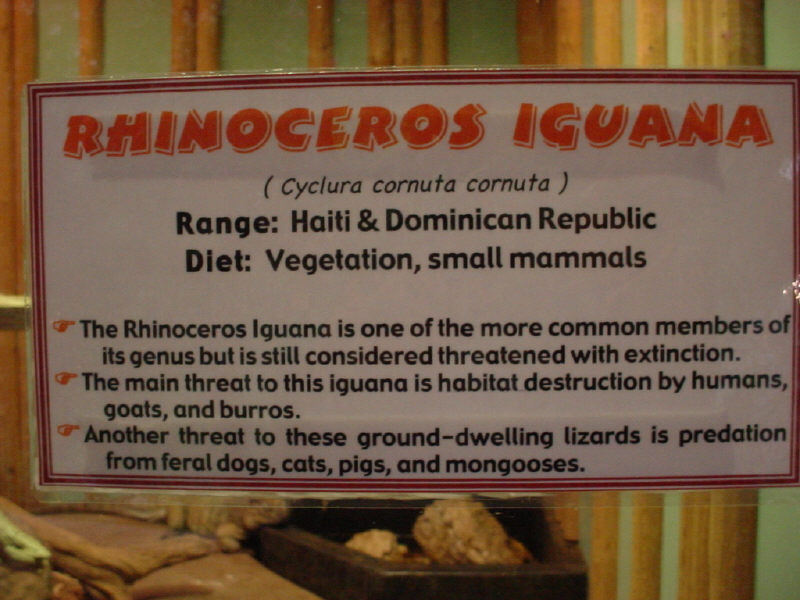 RHINOCEROS IGUANA
( Cyclura cornuta cornuta )
Range: Haiti & Dominican Republic
Diet: Vegetation, small mammals
☞ The Rhinoceros Iguana is one of the more common members of
its genus but is still considered threatened with extinction.
☞ The main threat to this iguana is habitat destruction by humans,
goats, and burros.
☞ Another threat to these ground-dwelling lizards is predation
from feral dogs, cats, pigs, and mongooses.